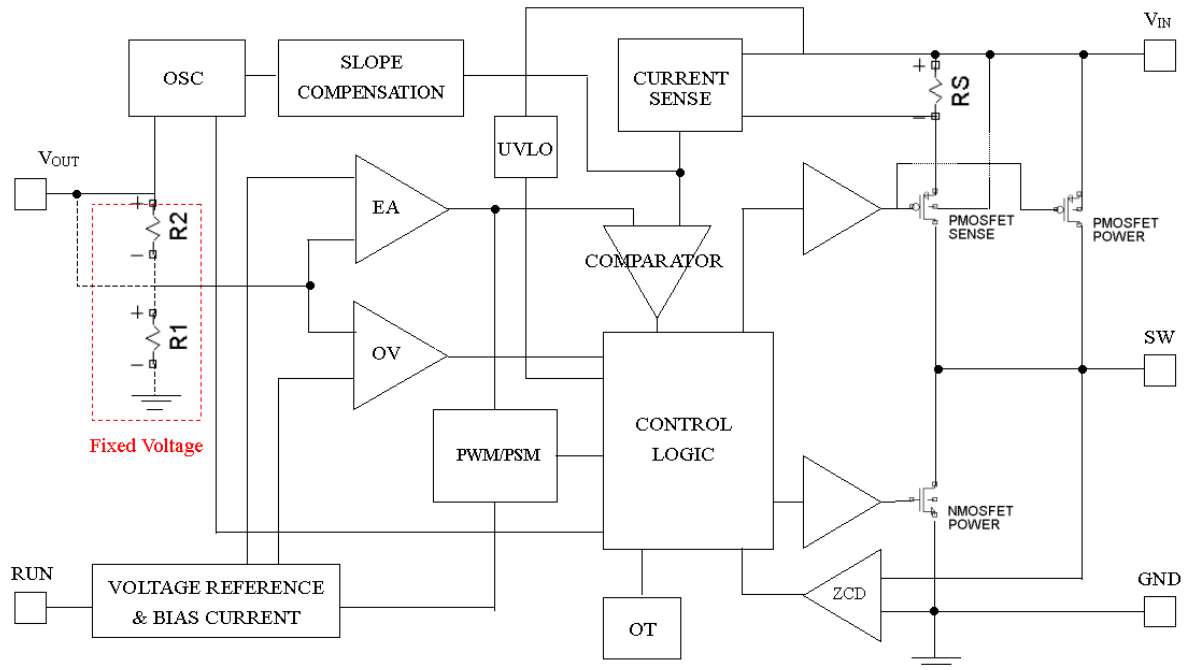 VIN
OSC
SLOPE
COMPENSATION
CURRENT
SENSE
+
RS
-
UVLO
VOUT
+
R2
-
EA
PMOSFET
SENSE
PMOSFET
POWER
COMPARATOR
+
R1
-
OV
SW
Fixed Voltage
CONTROL
LOGIC
PWM/PSM
NMOSFET
POWER
RUN
VOLTAGE REFERENCE
& BIAS CURRENT
ZCD
GND
OT